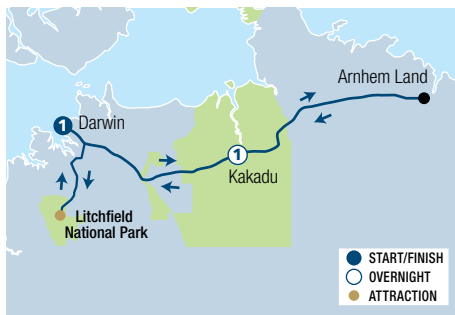 Arnhem Land
1 Darwin
1
Kakadu
Litchfield
National Park
START/FINISH
OVERNIGHT
ATTRACTION